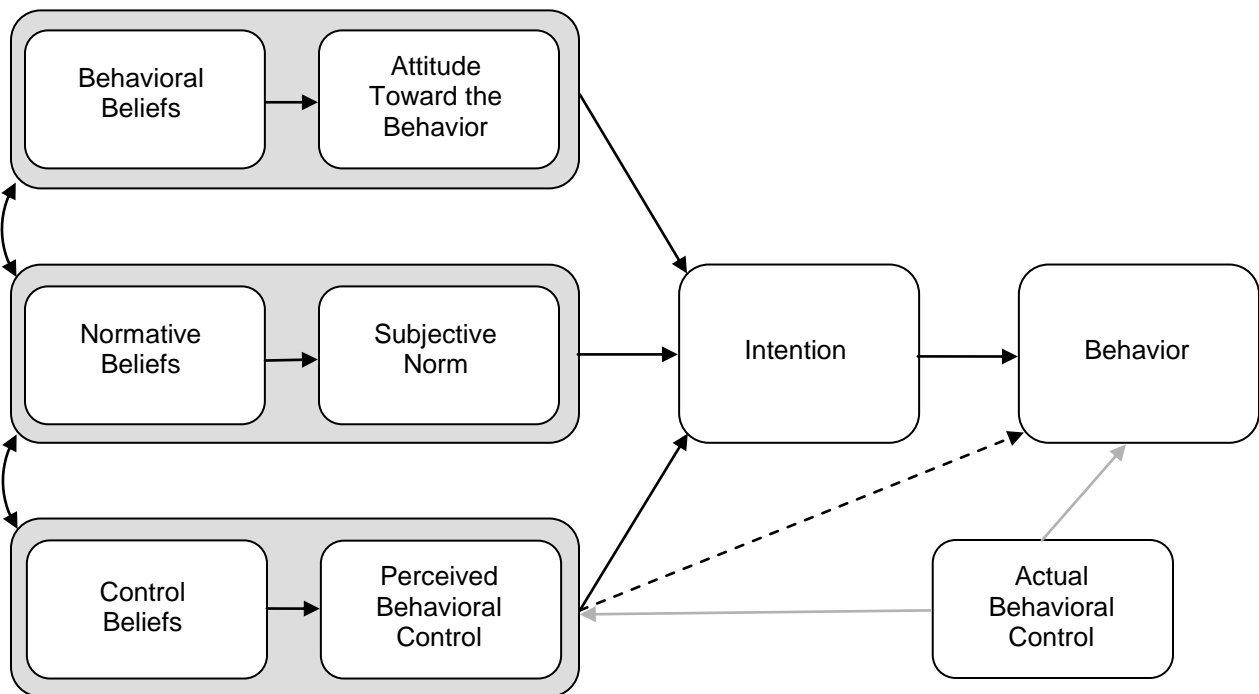 Behavioral
Beliefs
Attitude
Toward the
Behavior
Normative
Beliefs
Subjective
Norm
Intention
Behavior
Control
Beliefs
Perceived
Behavioral
Control
Actual
Behavioral
Control